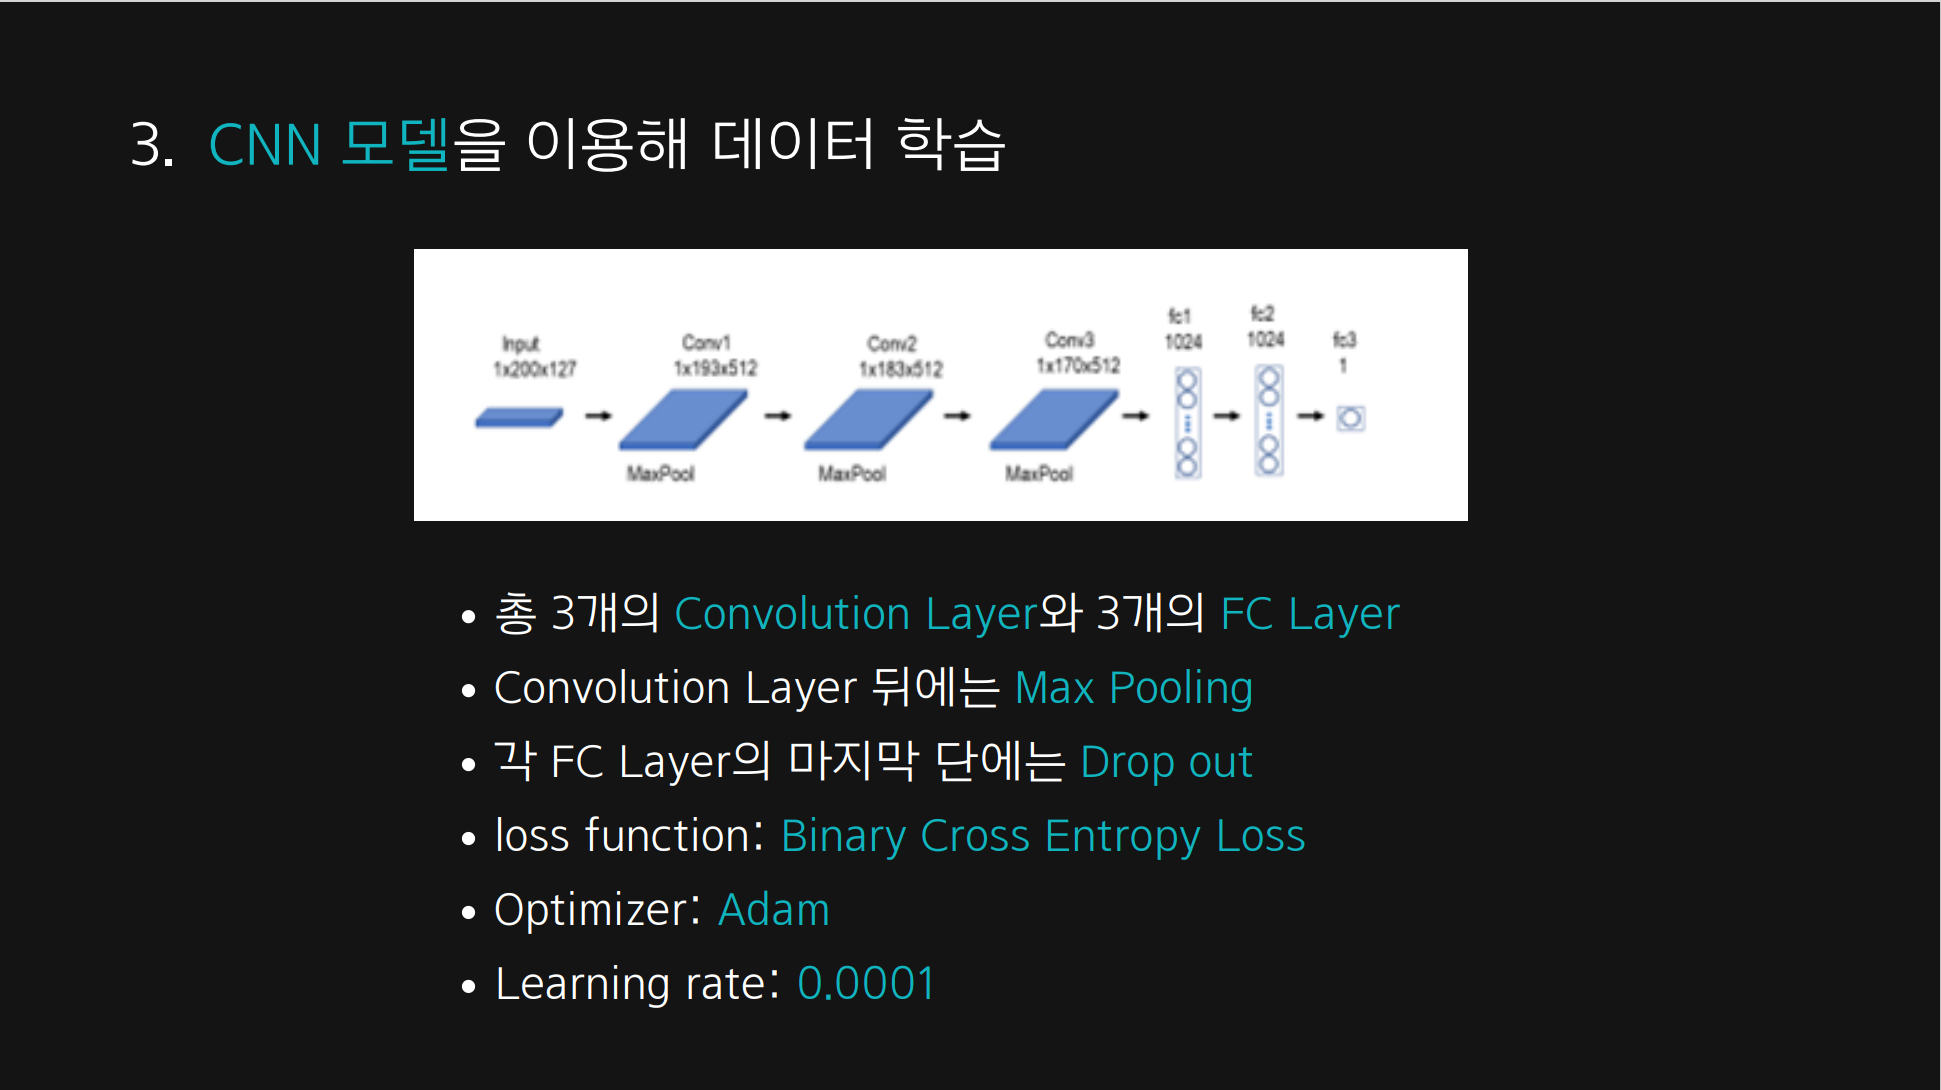 3. CNN 모델을 이용해 데이터 학습
Input
1x200x127
Conv1
1x193x512
MaxPool
Conv2
1x183x512
MaxPool
Conv3
1x170x512
MaxPool
fc1
1024
fc2
1024
fc3
1
• 총 3개의 Convolution Layer와 3개의 FC Layer
• Convolution Layer 뒤에는 Max Pooling
• 각 FC Layer의 마지막 단에는 Drop out
• loss function: Binary Cross Entropy Loss
• Optimizer: Adam
• Learning rate: 0.0001